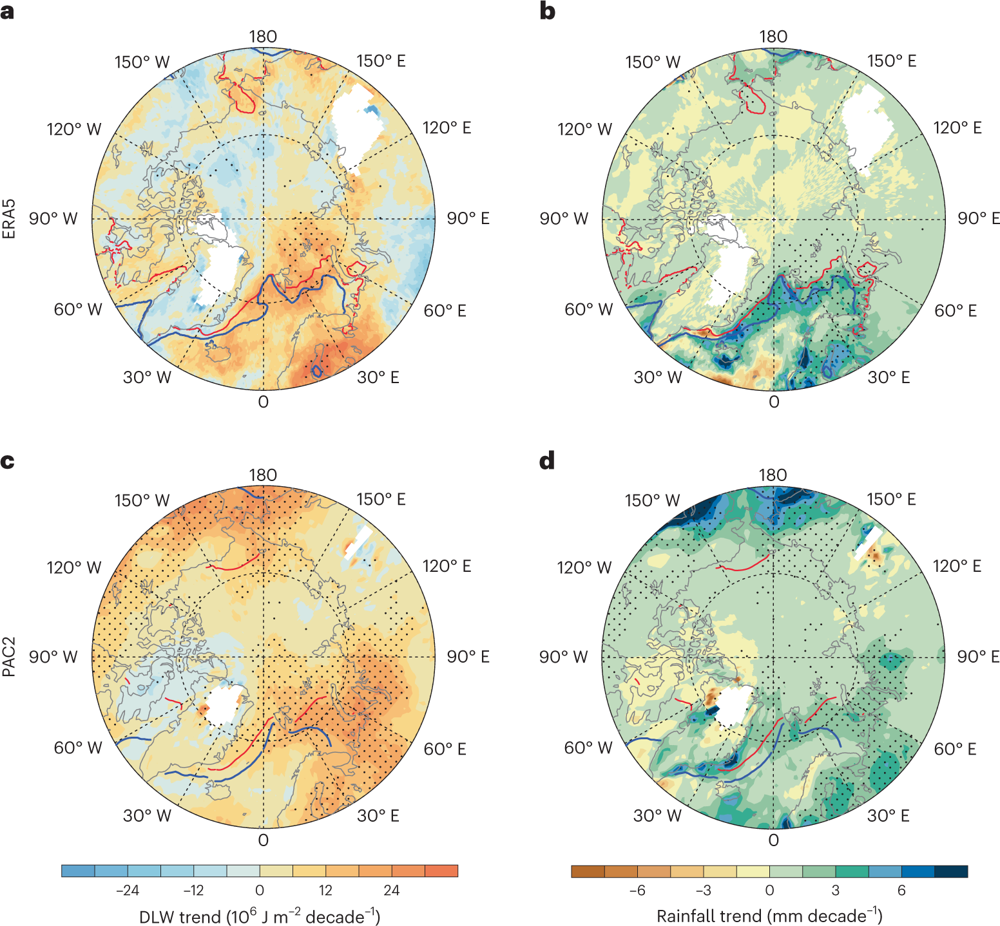 a
b
180
150° W
150° E
120° W
120° E
90° W
90° E
60° W
60° E
30° W
30° E
0
ERA5
180
150° W
150° E
120° W
120° E
90° W
90° E
60° W
60° E
30° W
30° E
0
c
d
180
150° W
150° E
120° W
120° E
90° W
90° E
60° W
60° E
30° W
30° E
0
PAC2
180
150° W
150° E
120° W
120° E
90° W
90° E
60° W
60° E
30° W
30° E
0
−24 −12 0 12 24
DLW trend (10⁶ J m⁻² decade⁻¹)
−6 −3 0 3 6
Rainfall trend (mm decade⁻¹)